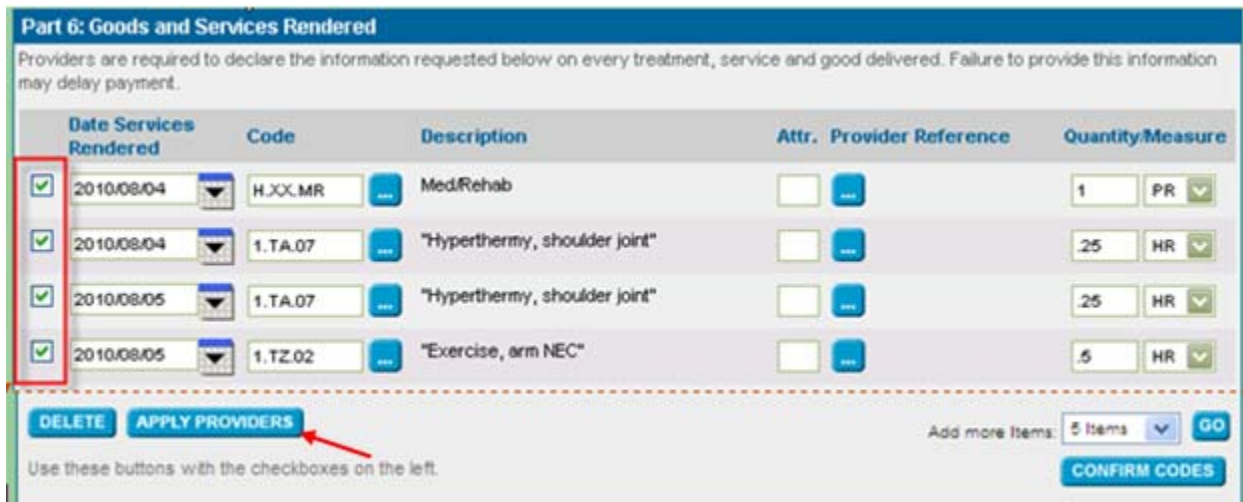 Part 6: Goods and Services Rendered
Providers are required to declare the information requested below on every treatment, service and good delivered. Failure to provide this information
may delay payment.
Date Services Rendered Code Description Attr. Provider Reference Quantity/Measure
2010/08/04 H.XX.MR ... Med/Rehab ... 1 PR
2010/08/04 1.TA.07 ... "Hyperthermy, shoulder joint" ... .25 HR
2010/08/05 1.TA.07 ... "Hyperthermy, shoulder joint" ... .25 HR
2010/08/05 1.TZ.02 ... "Exercise, arm NEC" ... .5 HR
DELETE APPLY PROVIDERS Add more Items: 5 Items GO
Use these buttons with the checkboxes on the left. CONFIRM CODES